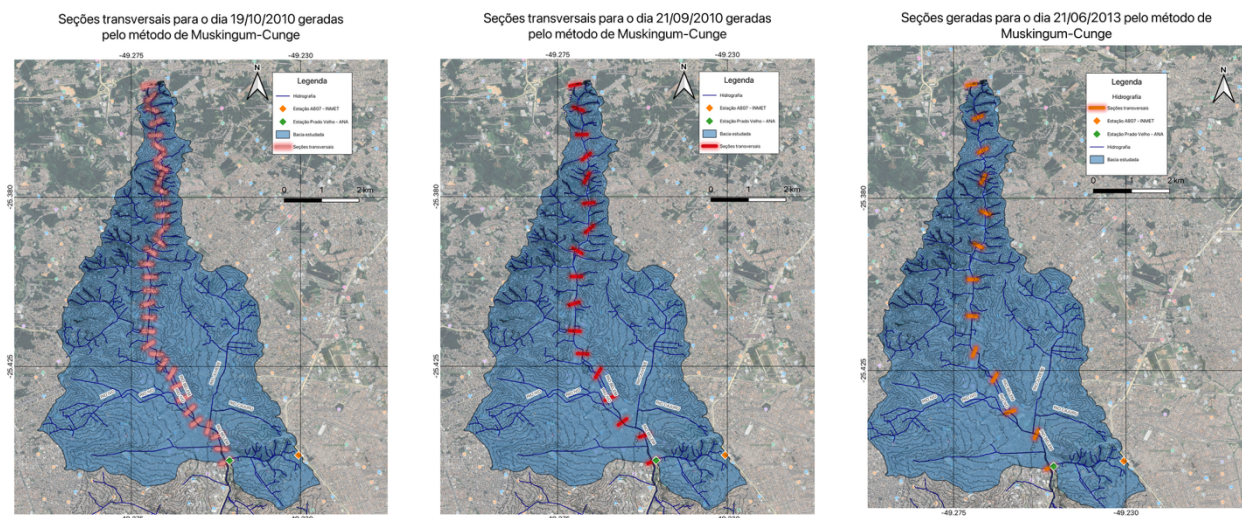 Seções transversais para o dia 19/10/2010 geradas
pelo método de Muskingum-Cunge
-49.275
-49.230
N
Legenda
Hidrografia
Estação A807 - INMET
Estação Prado Velho - ANA
Bacia estudada
Seções transversais
0 1 2 km
-25.380
-25.425
Seções transversais para o dia 21/09/2010 geradas
pelo método de Muskingum-Cunge
-49.275
-49.230
N
Legenda
Hidrografia
Estação A807 - INMET
Estação Prado Velho - ANA
Bacia estudada
Seções transversais
0 1 2 km
-25.380
-25.425
Seções geradas para o dia 21/06/2013 pelo método de
Muskingum-Cunge
N
Legenda
Hidrografia
Seções transversais
Estação A807 - INMET
Estação Prado Velho - ANA
Hidrografia
Bacia estudada
0 1 2 km
-25.380
-25.425
-49.275
-49.230